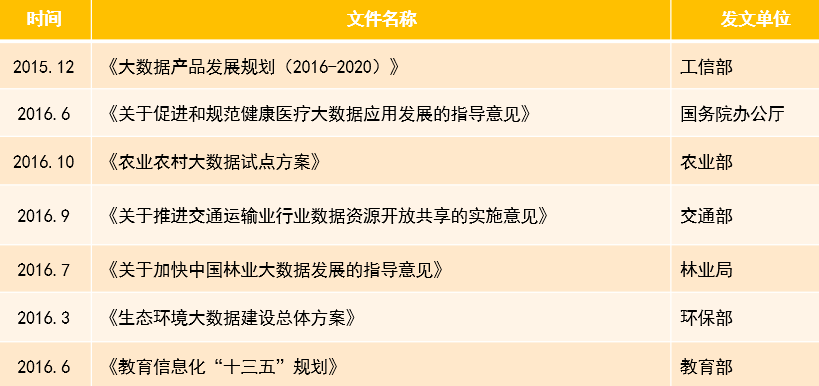 时间 文件名称 发文单位
2015.12 《大数据产品发展规划（2016-2020）》 工信部
2016.6 《关于促进和规范健康医疗大数据应用发展的指导意见》 国务院办公厅
2016.10 《农业农村大数据试点方案》 农业部
2016.9 《关于推进交通运输业行业数据资源开放共享的实施意见》 交通部
2016.7 《关于加快中国林业大数据发展的指导意见》 林业局
2016.3 《生态环境大数据建设总体方案》 环保部
2016.6 《教育信息化“十三五”规划》 教育部